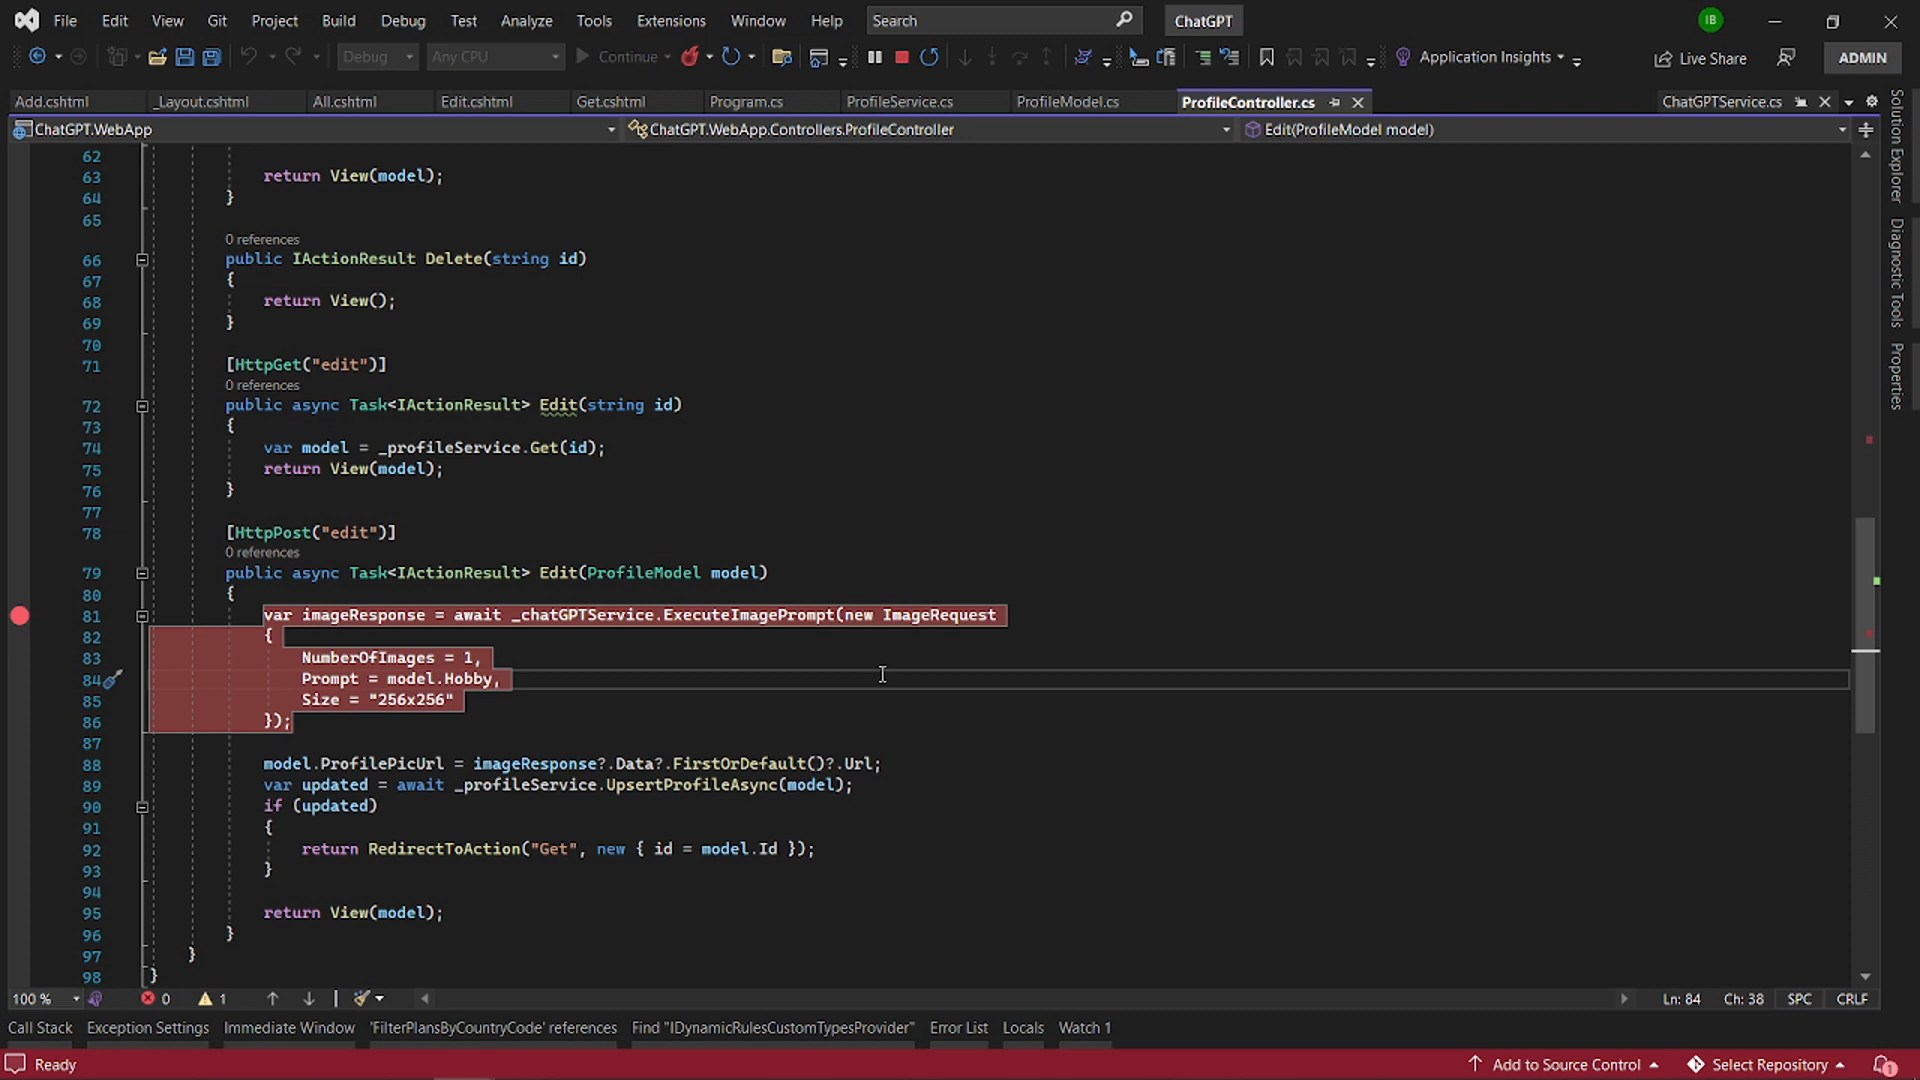 File Edit View Git Project Build Debug Test Analyze Tools Extensions Window Help Search ChatGPT IB
Debug Any CPU Continue Application Insights Live Share ADMIN
Add.cshtml _Layout.cshtml All.cshtml Edit.cshtml Get.cshtml Program.cs ProfileService.cs ProfileModel.cs ProfileController.cs ChatGPTService.cs
ChatGPT.WebApp ChatGPT.WebApp.Controllers.ProfileController Edit(ProfileModel model)
Solution Explorer
Diagnostic Tools
Properties
62
63 return View(model);
64 }
65
0 references
66 public IActionResult Delete(string id)
67 {
68 return View();
69 }
70
71 [HttpGet("edit")]
0 references
72 public async Task<IActionResult> Edit(string id)
73 {
74 var model = _profileService.Get(id);
75 return View(model);
76 }
77
78 [HttpPost("edit")]
0 references
79 public async Task<IActionResult> Edit(ProfileModel model)
80 {
81 var imageResponse = await _chatGPTService.ExecuteImagePrompt(new ImageRequest
82 {
83 NumberOfImages = 1,
84 Prompt = model.Hobby,
85 Size = "256x256"
86 });
87
88 model.ProfilePicUrl = imageResponse?.Data?.FirstOrDefault()?.Url;
89 var updated = await _profileService.UpsertProfileAsync(model);
90 if (updated)
91 {
92 return RedirectToAction("Get", new { id = model.Id });
93 }
94
95 return View(model);
96 }
97 }
98 }
100 % 0 1 Ln: 84 Ch: 38 SPC CRLF
Call Stack Exception Settings Immediate Window 'FilterPlansByCountryCode' references Find "IDynamicRulesCustomTypesProvider" Error List Locals Watch 1
Ready Add to Source Control Select Repository 1